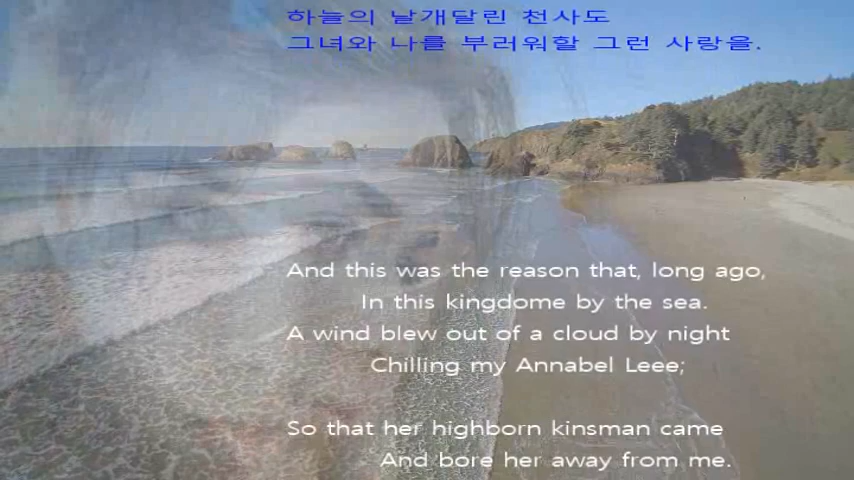 하늘의 날개달린 천사도
그녀와 나를 부러워할 그런 사랑을.
And this was the reason that, long ago,
In this kingdome by the sea.
A wind blew out of a cloud by night
Chilling my Annabel Leee;
So that her highborn kinsman came
And bore her away from me.